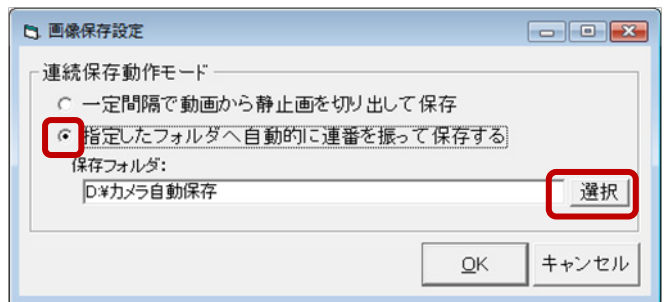 画像保存設定
連続保存動作モード
一定間隔で動画から静止画を切り出して保存
指定したフォルダへ自動的に連番を振って保存する
保存フォルダ:
D:¥カメラ自動保存
選択
OK
キャンセル